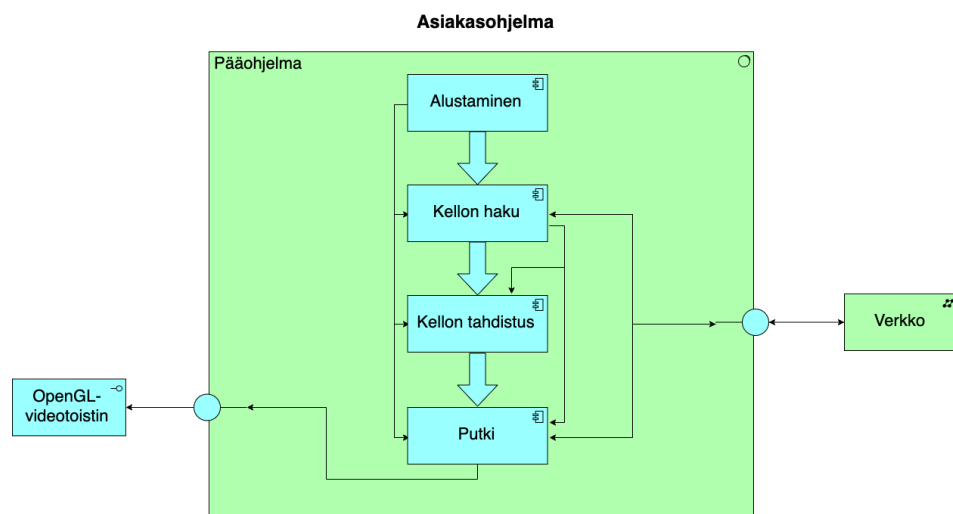 Asiakasohjelma
Pääohjelma
Alustaminen
Kellon haku
Kellon tahdistus
Verkko
OpenGL-
videotoistin
Putki